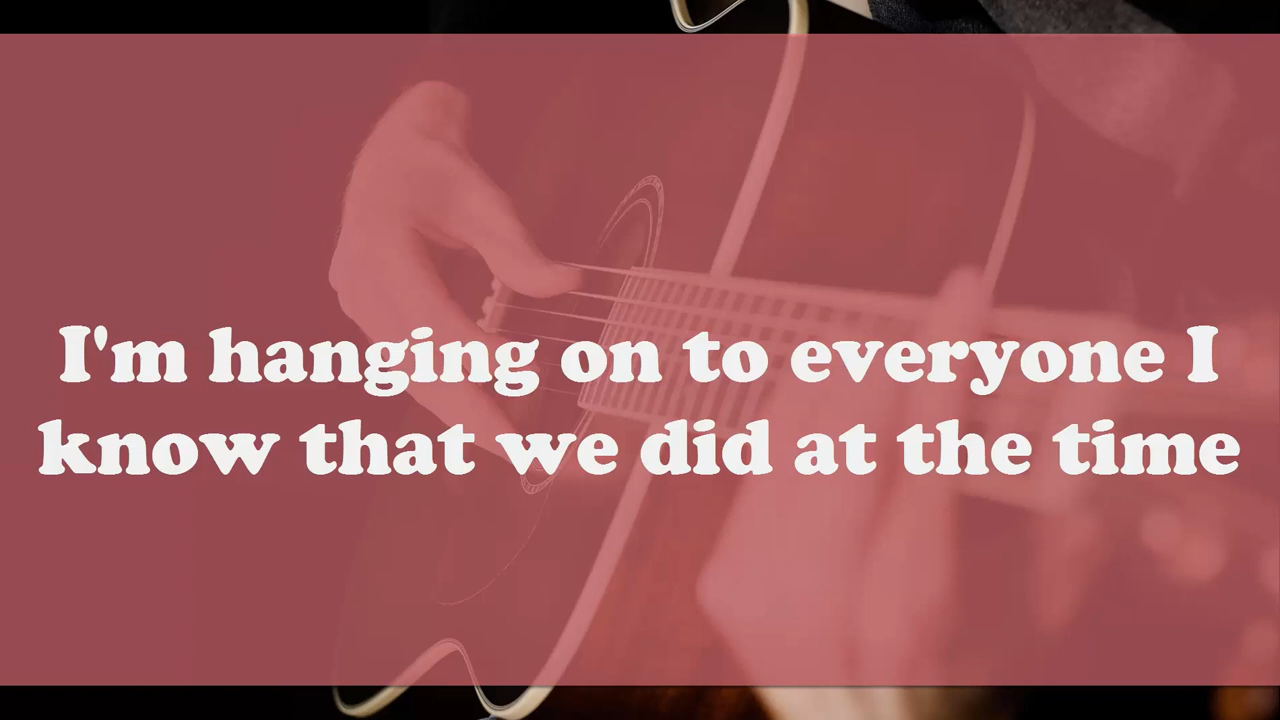 I'm hanging on to everyone I
know that we did at the time